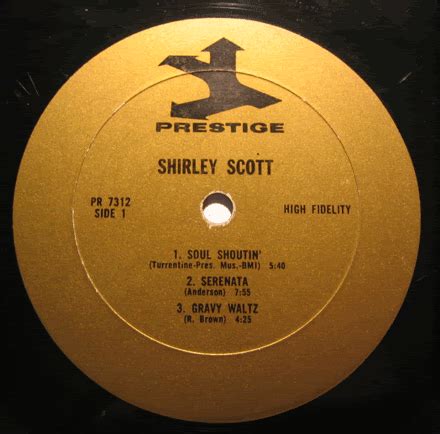 PRESTIGE
SHIRLEY SCOTT
PR 7312
SIDE 1
HIGH FIDELITY
1. SOUL SHOUTIN'
(Turrentine-Pres. Mus.-BMI) 5:40
2. SERENATA
(Anderson) 7:55
3. GRAVY WALTZ
(R. Brown) 4:25